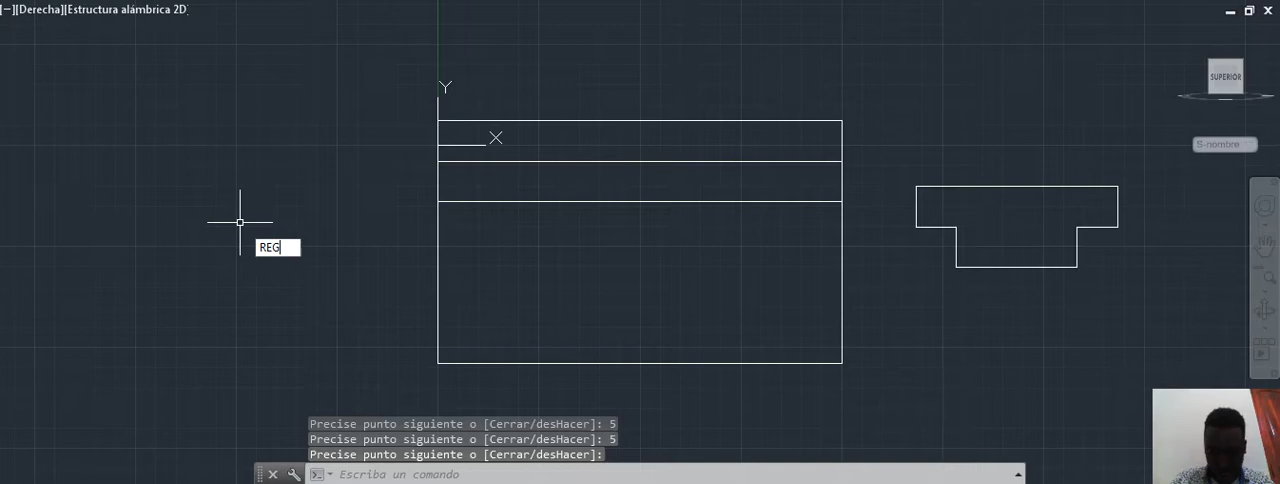 [−][Derecha][Estructura alámbrica 2D]
Y
X
SUPERIOR
S-nombre
REG
Precise punto siguiente o [Cerrar/desHacer]: 5
Precise punto siguiente o [Cerrar/desHacer]: 5
Precise punto siguiente o [Cerrar/desHacer]:
Escriba un comando